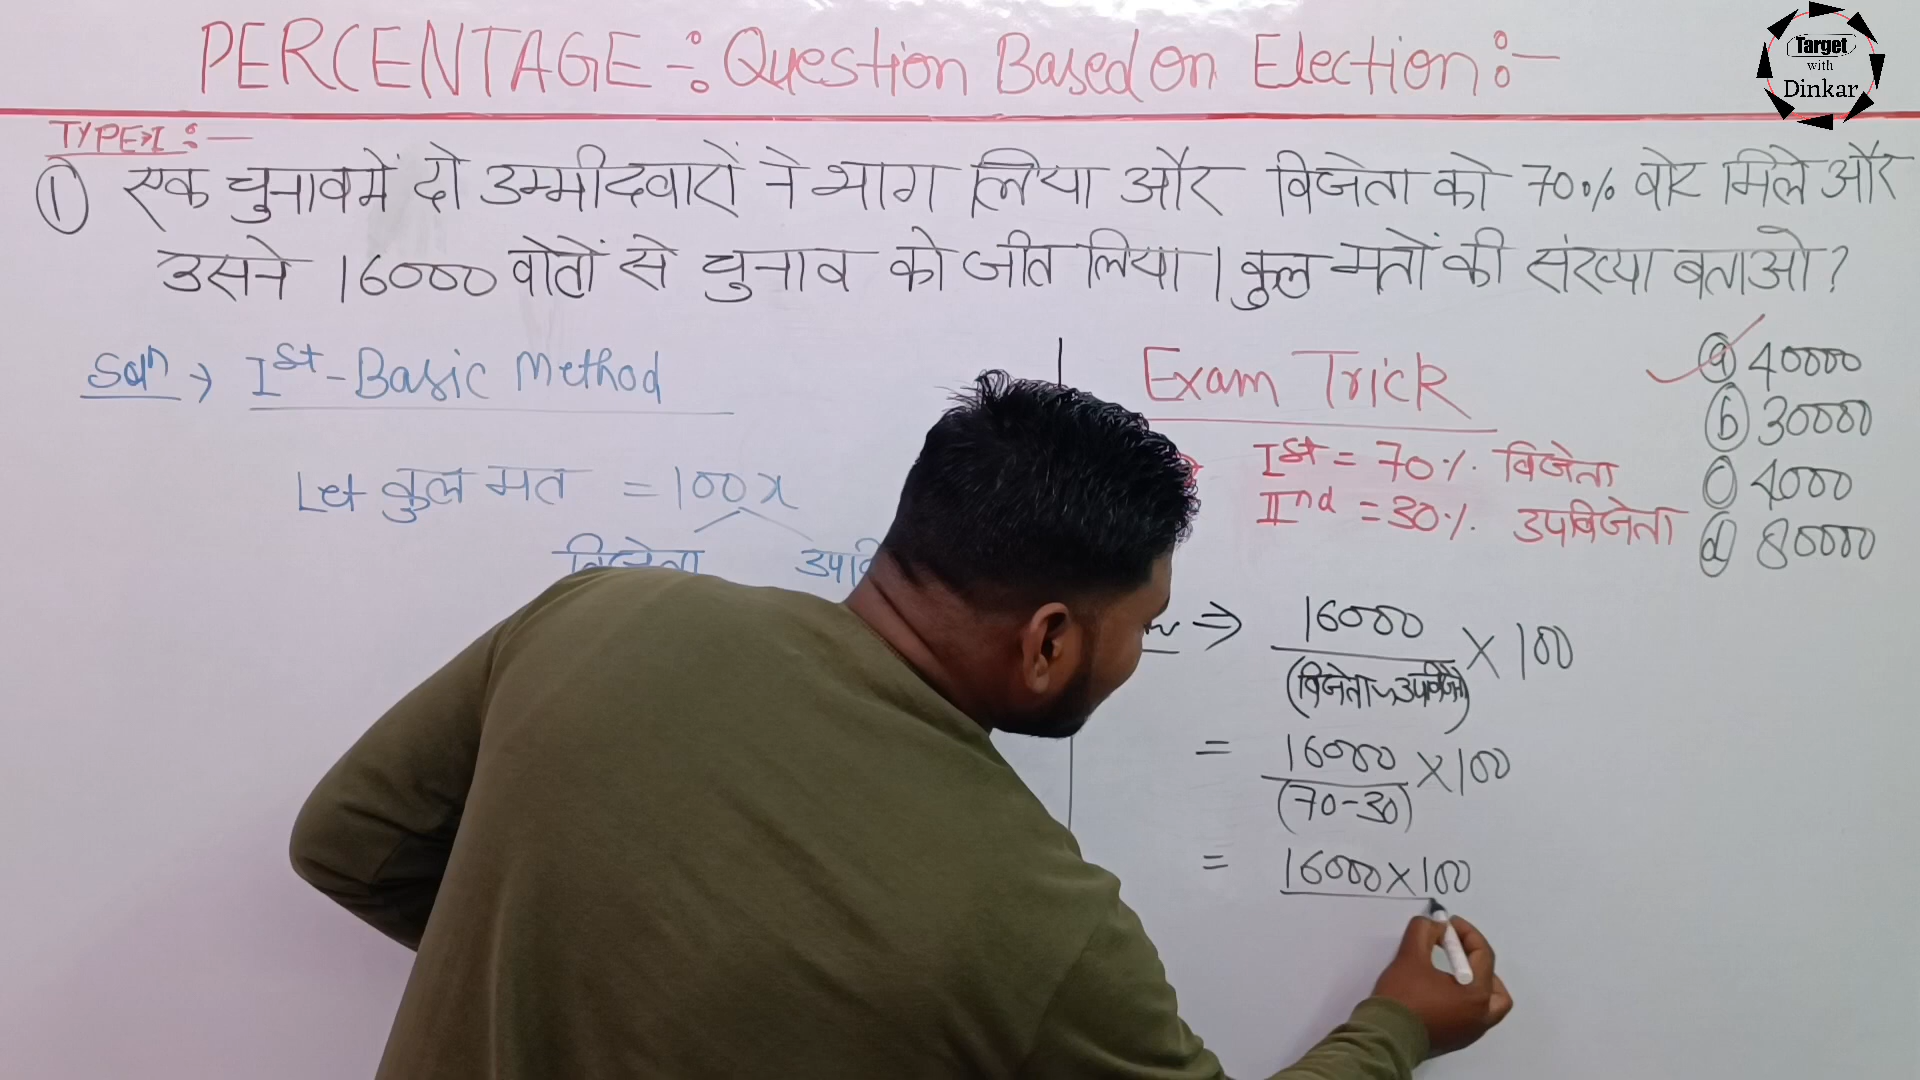 PERCENTAGE -: Question Based on Election :-
Target
with
Dinkar
TYPE-I :-
① एक चुनाव में दो उम्मीदवारों ने भाग लिया और विजेता को 70% वोट मिले और
उसने 16000 वोतों से चुनाव को जीत लिया । कुल मतों की संख्या बताओ ?
Solⁿ → Iˢᵗ - Basic Method
Let कुल मत = 100x
विजेता
Exam Trick
Iˢᵗ = 70% विजेता
IIⁿᵈ = 30% उपविजेता
ⓐ 40000
ⓑ 30000
4000
ⓓ 80000
⇒ 16000
(विजेता - उपविजेता) × 100
= 16000
(70-30) × 100
= 16000 × 100